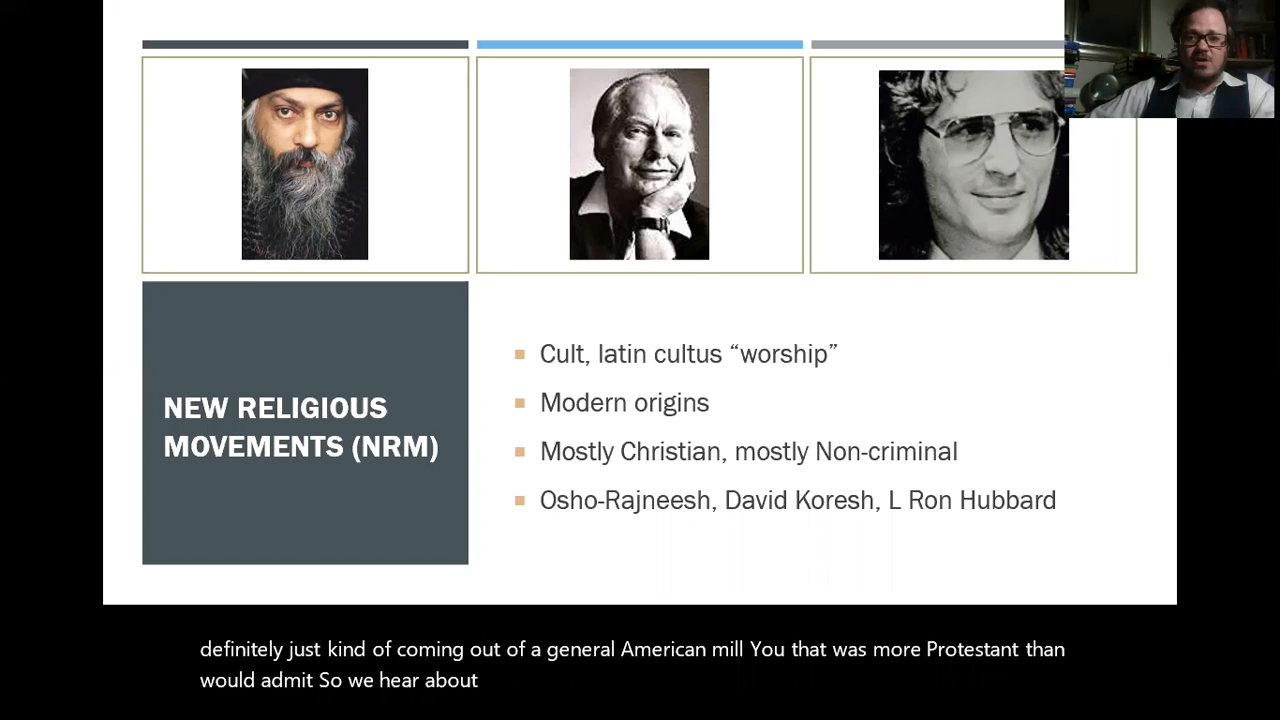 NEW RELIGIOUS
MOVEMENTS (NRM)
Cult, latin cultus “worship”
Modern origins
Mostly Christian, mostly Non-criminal
Osho-Rajneesh, David Koresh, L Ron Hubbard
definitely just kind of coming out of a general American mill You that was more Protestant than
would admit So we hear about